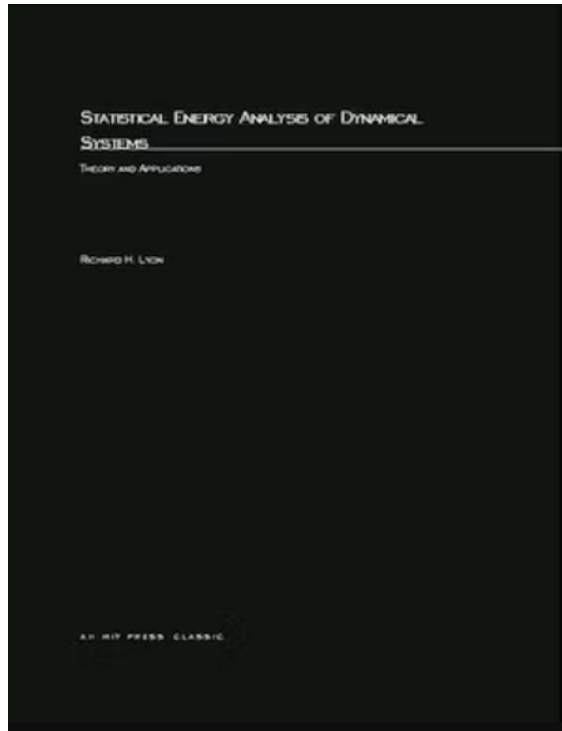 STATISTICAL ENERGY ANALYSIS OF DYNAMICAL
SYSTEMS
THEORY AND APPLICATIONS
RICHARD H. LYON
AN MIT PRESS CLASSIC